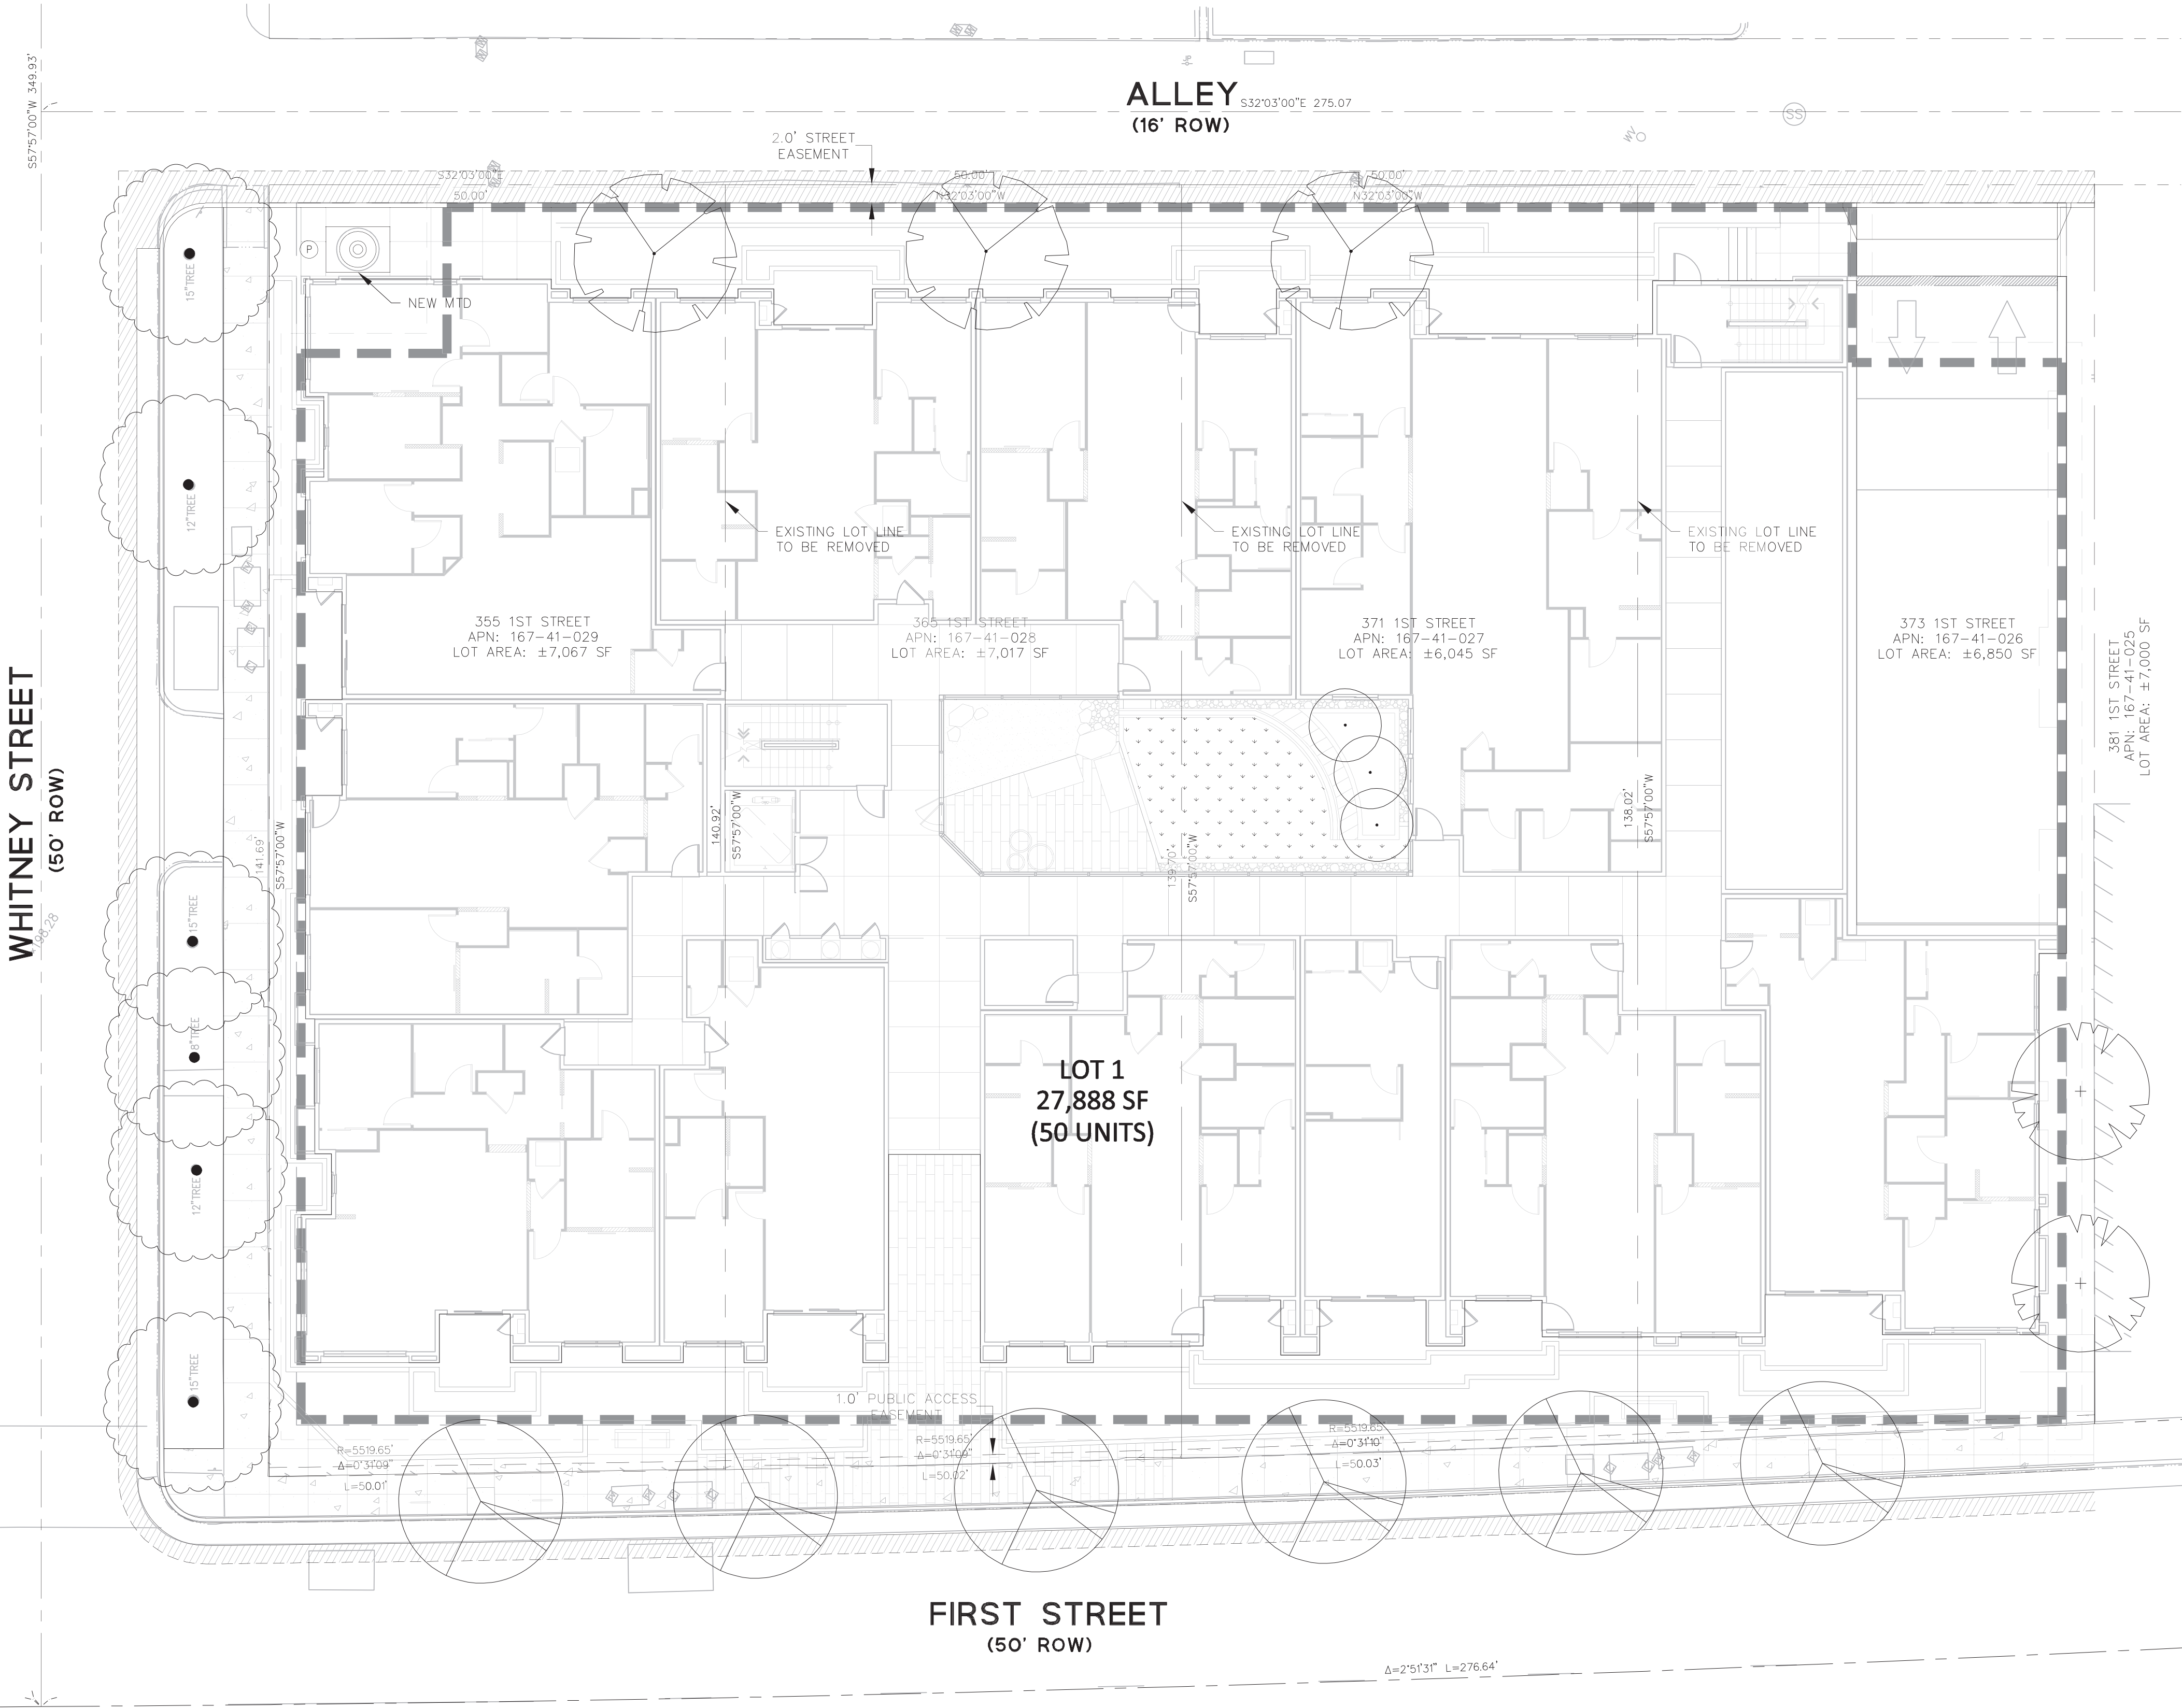 S57°57'00"W 349.93'
ALLEY
S32°03'00"E 275.07
(16' ROW)
SS
WV
2.0' STREET
EASEMENT
50.00'
50.00'
N32°03'00"W
50.00'
N32°03'00"W
P
NEW MTD
15"TREE
12"TREE
EXISTING LOT LINE
TO BE REMOVED
EXISTING LOT LINE
TO BE REMOVED
EXISTING LOT LINE
TO BE REMOVED
355 1ST STREET
APN: 167-41-029
LOT AREA: ±7,067 SF
365 1ST STREET
APN: 167-41-028
LOT AREA: ±7,017 SF
371 1ST STREET
APN: 167-41-027
LOT AREA: ±6,045 SF
373 1ST STREET
APN: 167-41-026
LOT AREA: ±6,850 SF
381 1ST STREET
APN: 167-41-025
LOT AREA: ±7,000 SF
WHITNEY STREET
(50' ROW)
198.28
141.69'
S57°57'00"W
140.92'
S57°57'00"W
139.70'
S57°57'00"W
138.02'
S57°57'00"W
15"TREE
8"TREE
12"TREE
15"TREE
LOT 1
27,888 SF
(50 UNITS)
1.0' PUBLIC ACCESS
EASEMENT
R=5519.65'
Δ=0°31'09"
L=50.01'
R=5519.65'
Δ=0°31'09"
L=50.02'
R=5519.65'
Δ=0°31'10"
L=50.03'
FIRST STREET
(50' ROW)
Δ=2°51'31" L=276.64'